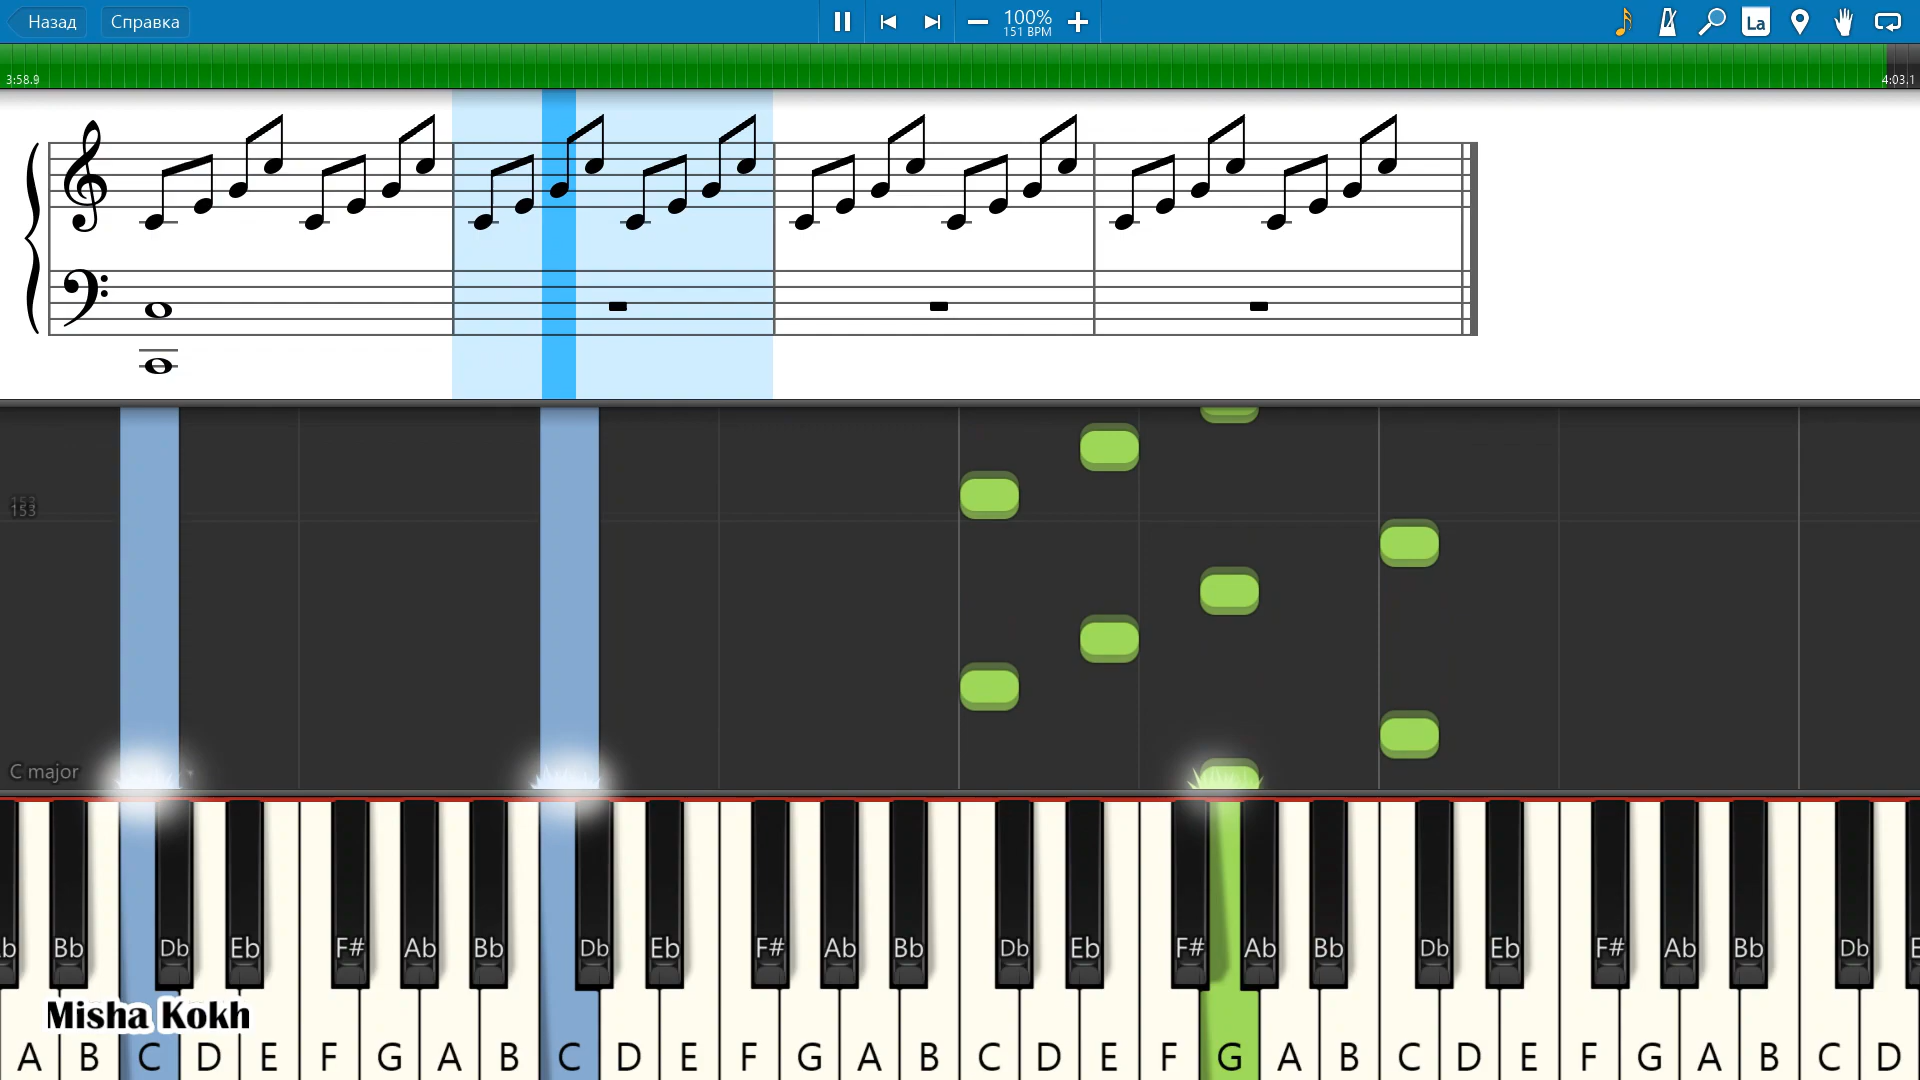 Назад Справка 100% La
151 BPM
3:58.9 4:03.1
153
153
C major
b Bb Db Eb F# Ab Bb Db Eb F# Ab Bb Db Eb F# Ab Bb Db Eb F# Ab Bb Db E
Misha Kokh
A B C D E F G A B C D E F G A B C D E F G A B C D E F G A B C D